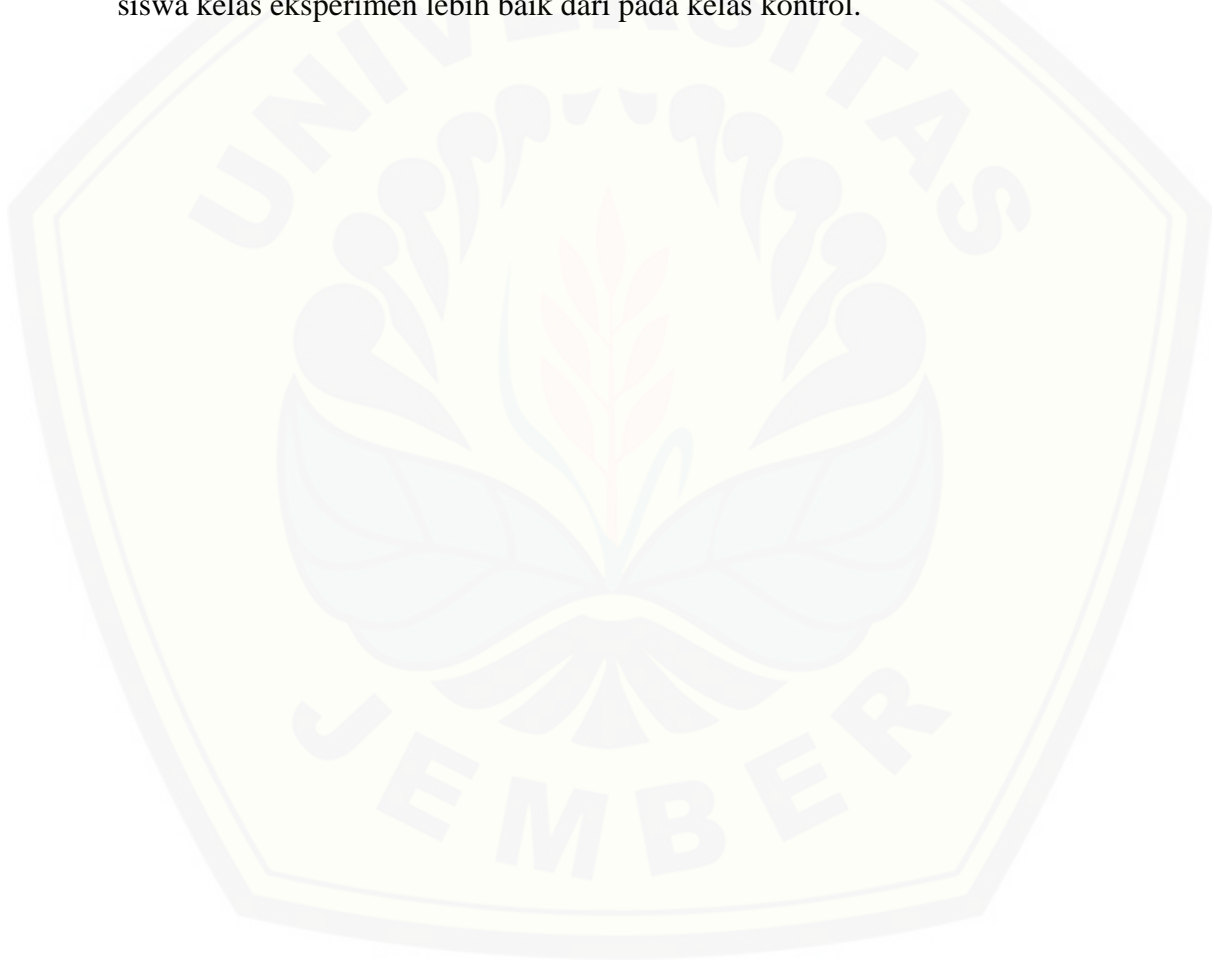 siswa kelas eksperimen lebih baik dari pada kelas kontrol.
UNIVERSITAS
JEMBER